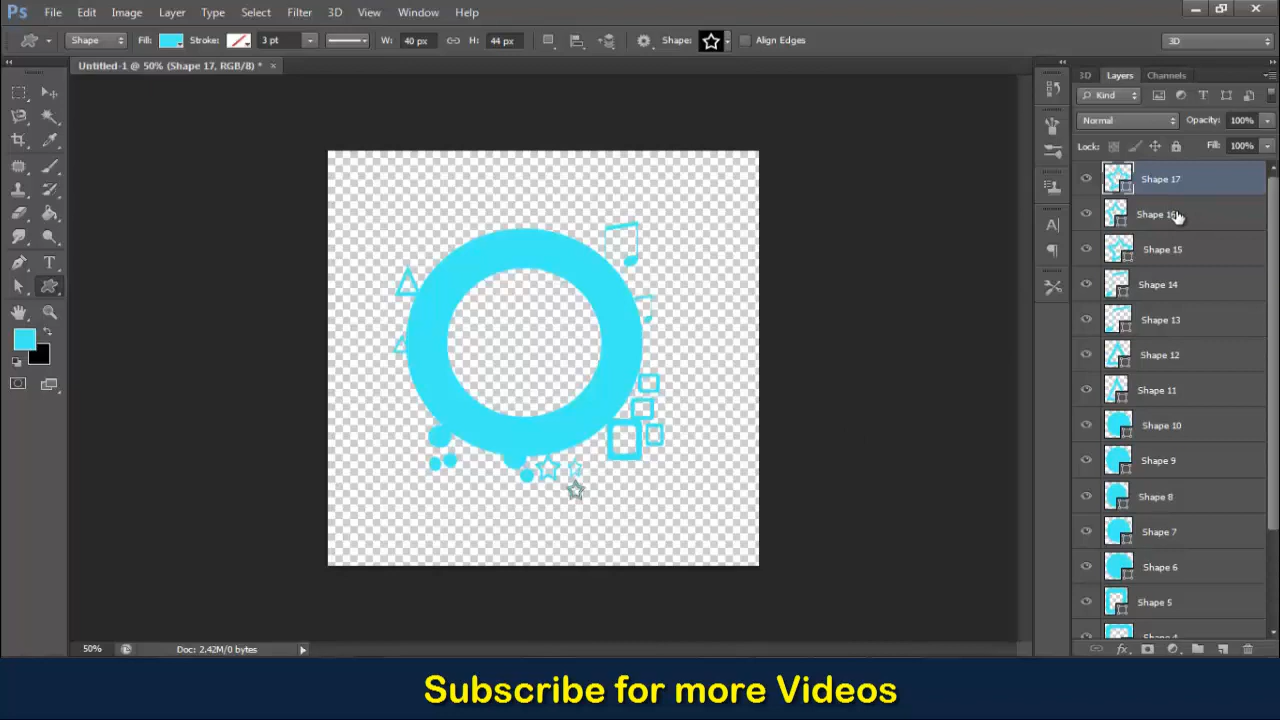 Ps File Edit Image Layer Type Select Filter 3D View Window Help
Shape Fill: Stroke: 3 pt W: 40 px H: 44 px Shape: Align Edges 3D
Untitled-1 @ 50% (Shape 17, RGB/8) * ×
3D Layers Channels
Kind
Normal Opacity: 100%
Lock: Fill: 100%
Shape 17
Shape 16
Shape 15
Shape 14
Shape 13
Shape 12
Shape 11
Shape 10
Shape 9
Shape 8
Shape 7
Shape 6
Shape 5
50% Doc: 2.42M/0 bytes
Subscribe for more Videos